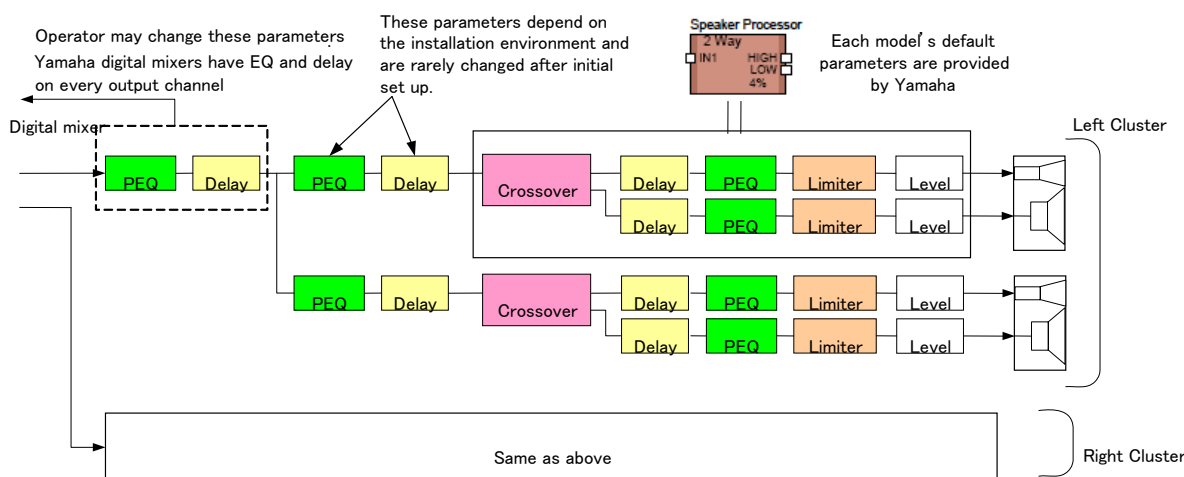 Operator may change these parameters
Yamaha digital mixers have EQ and delay
on every output channel
These parameters depend on
the installation environment and
are rarely changed after initial
set up.
Speaker Processor
2 Way
IN1 HIGH
LOW
4%
Each model's default
parameters are provided
by Yamaha
Digital mixer
Left Cluster
PEQ Delay PEQ Delay Crossover Delay PEQ Limiter Level
Delay PEQ Limiter Level
PEQ Delay Crossover Delay PEQ Limiter Level
Delay PEQ Limiter Level
Same as above
Right Cluster